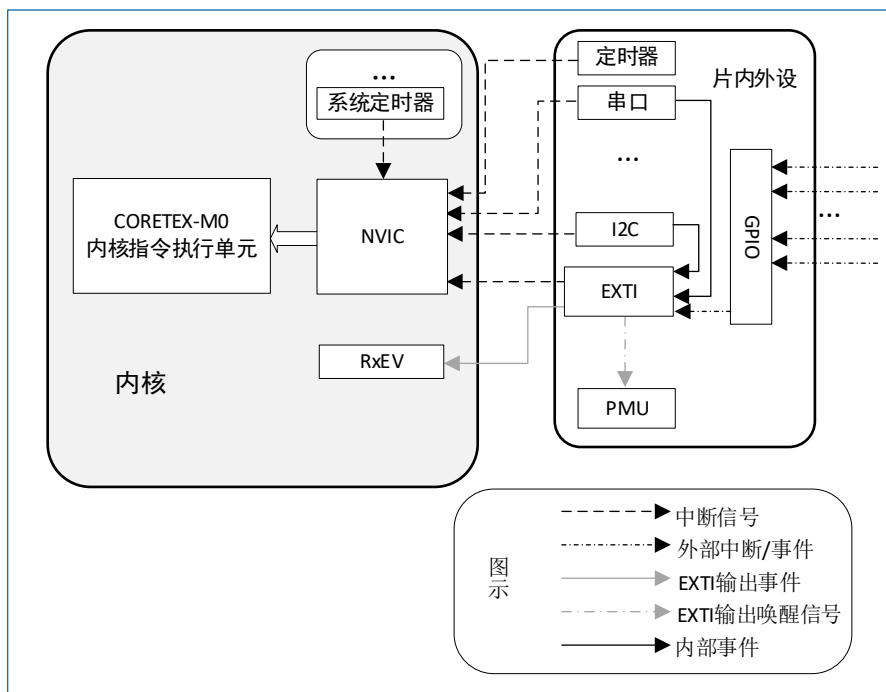 ...
系统定时器
CORETEX-M0
内核指令执行单元
NVIC
RxEV
内核
定时器
串口
...
I2C
EXTI
PMU
片内外设
GPIO
...
图示
中断信号
外部中断/事件
EXTI输出事件
EXTI输出唤醒信号
内部事件